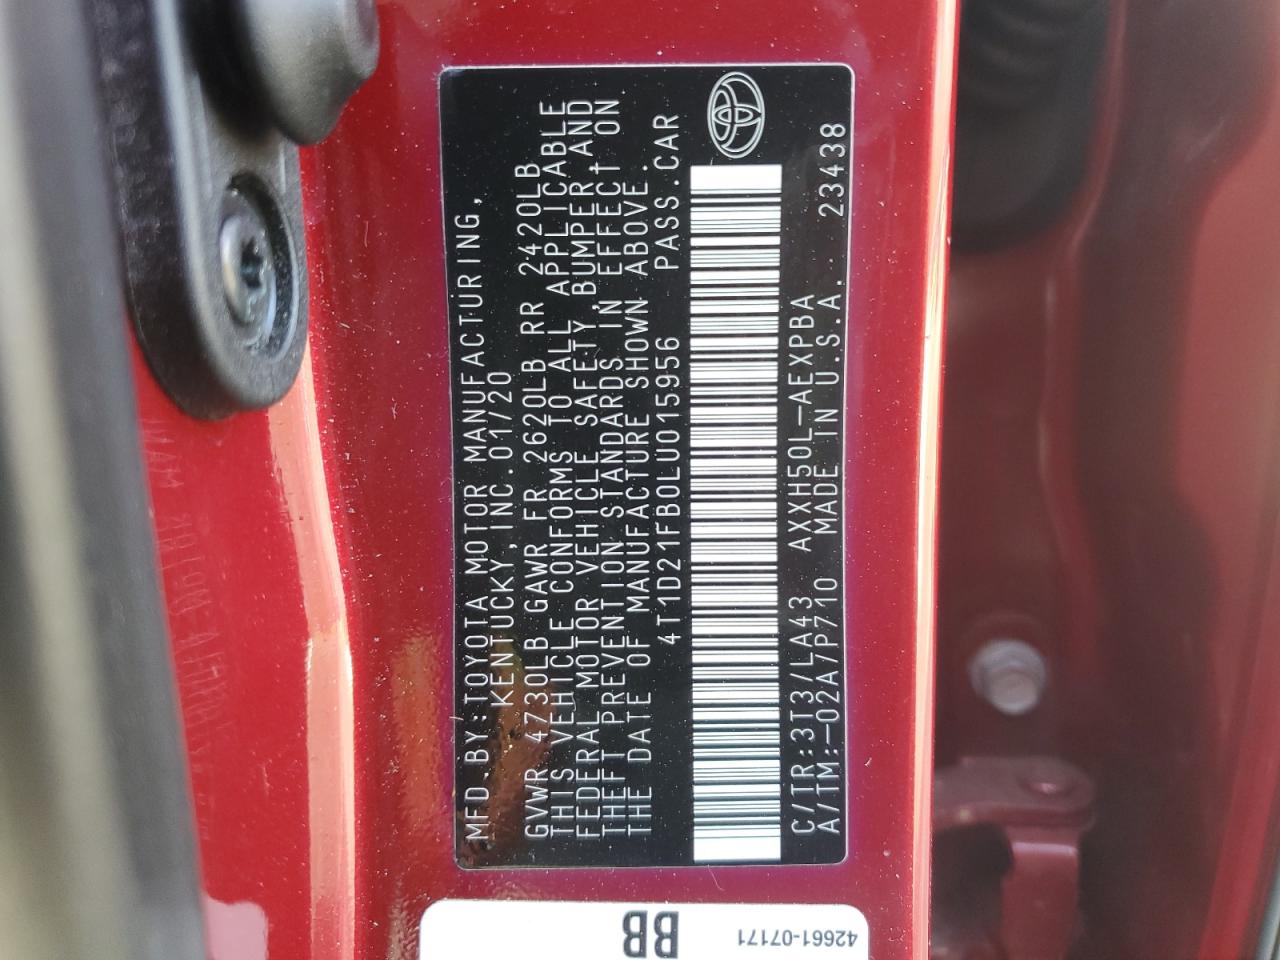 MFD.BY:TOYOTA MOTOR MANUFACTURING,
KENTUCKY,INC.01/20
GVWR 4730LB GAWR FR 2620LB RR 2420LB
THIS VEHICLE CONFORMS TO ALL APPLICABLE
FEDERAL MOTOR VEHICLE SAFETY,BUMPER,AND
THEFT PREVENTION STANDARDS IN EFFECT ON
THE DATE OF MANUFACTURE SHOWN ABOVE.
4T1D21FB0LU015956 PASS.CAR
C/TR:3T3/LA43 AXXH50L-AEXPBA
A/TM:-02A7P710 MADE IN U.S.A. 23438
BB
42661-07171